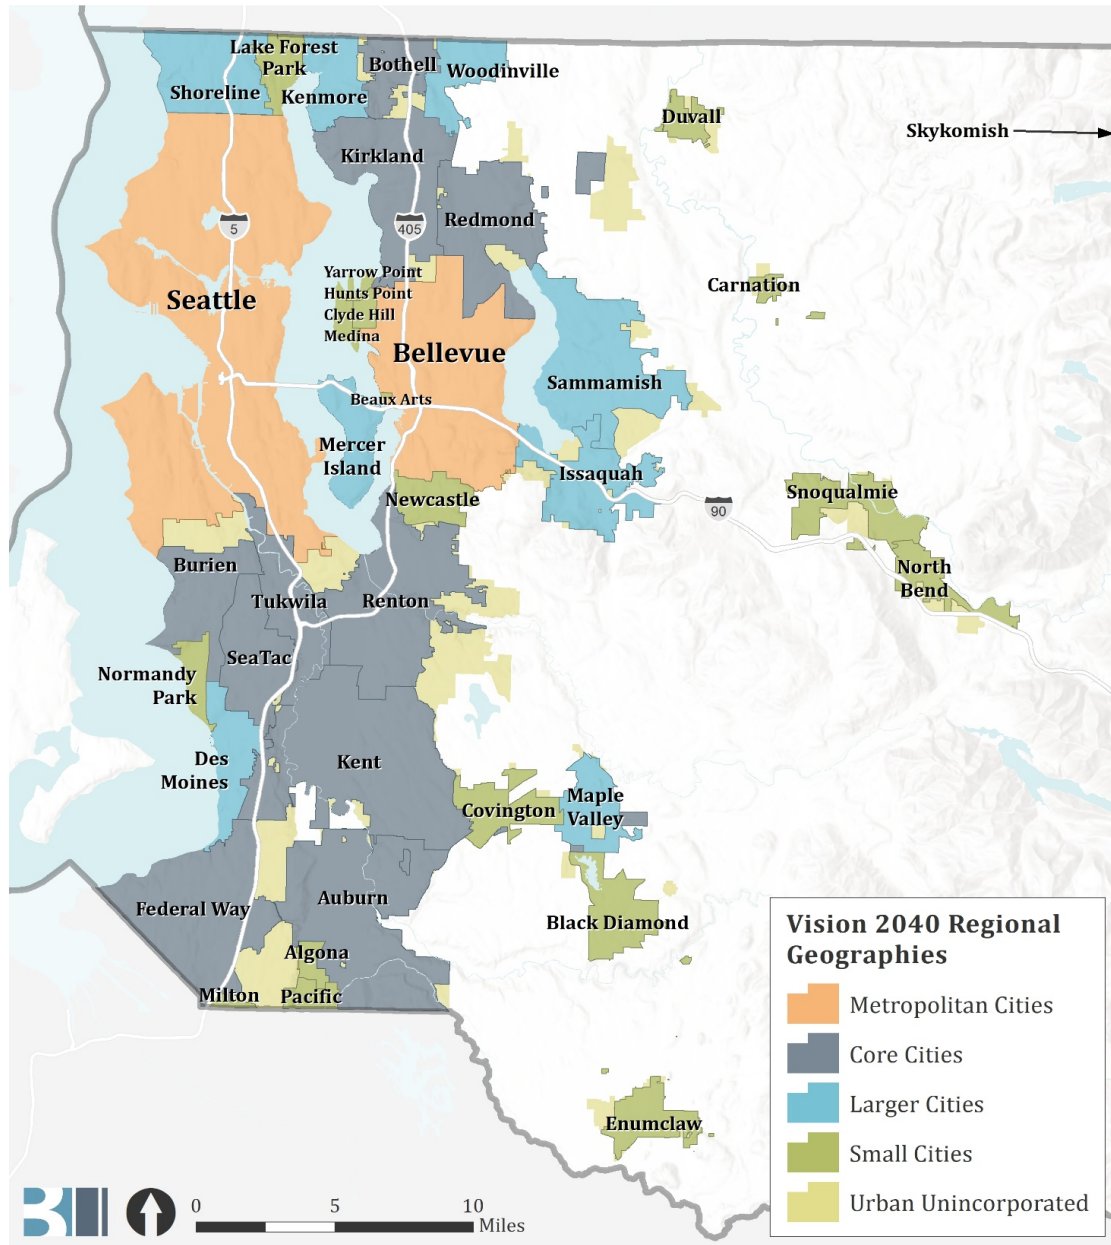 Lake Forest
Park
Bothell
Woodinville
Shoreline
Kenmore
Duvall
Skykomish
Kirkland
Redmond
5
405
Yarrow Point
Hunts Point
Clyde Hill
Medina
Carnation
Seattle
Bellevue
Sammamish
Beaux Arts
Mercer
Island
Issaquah
Newcastle
Snoqualmie
90
Burien
North
Bend
Tukwila
Renton
SeaTac
Normandy
Park
Des
Moines
Kent
Maple
Valley
Covington
Federal Way
Auburn
Black Diamond
Algona
Milton
Pacific
Enumclaw
Vision 2040 Regional
Geographies
Metropolitan Cities
Core Cities
Larger Cities
Small Cities
Urban Unincorporated
0 5 10
Miles